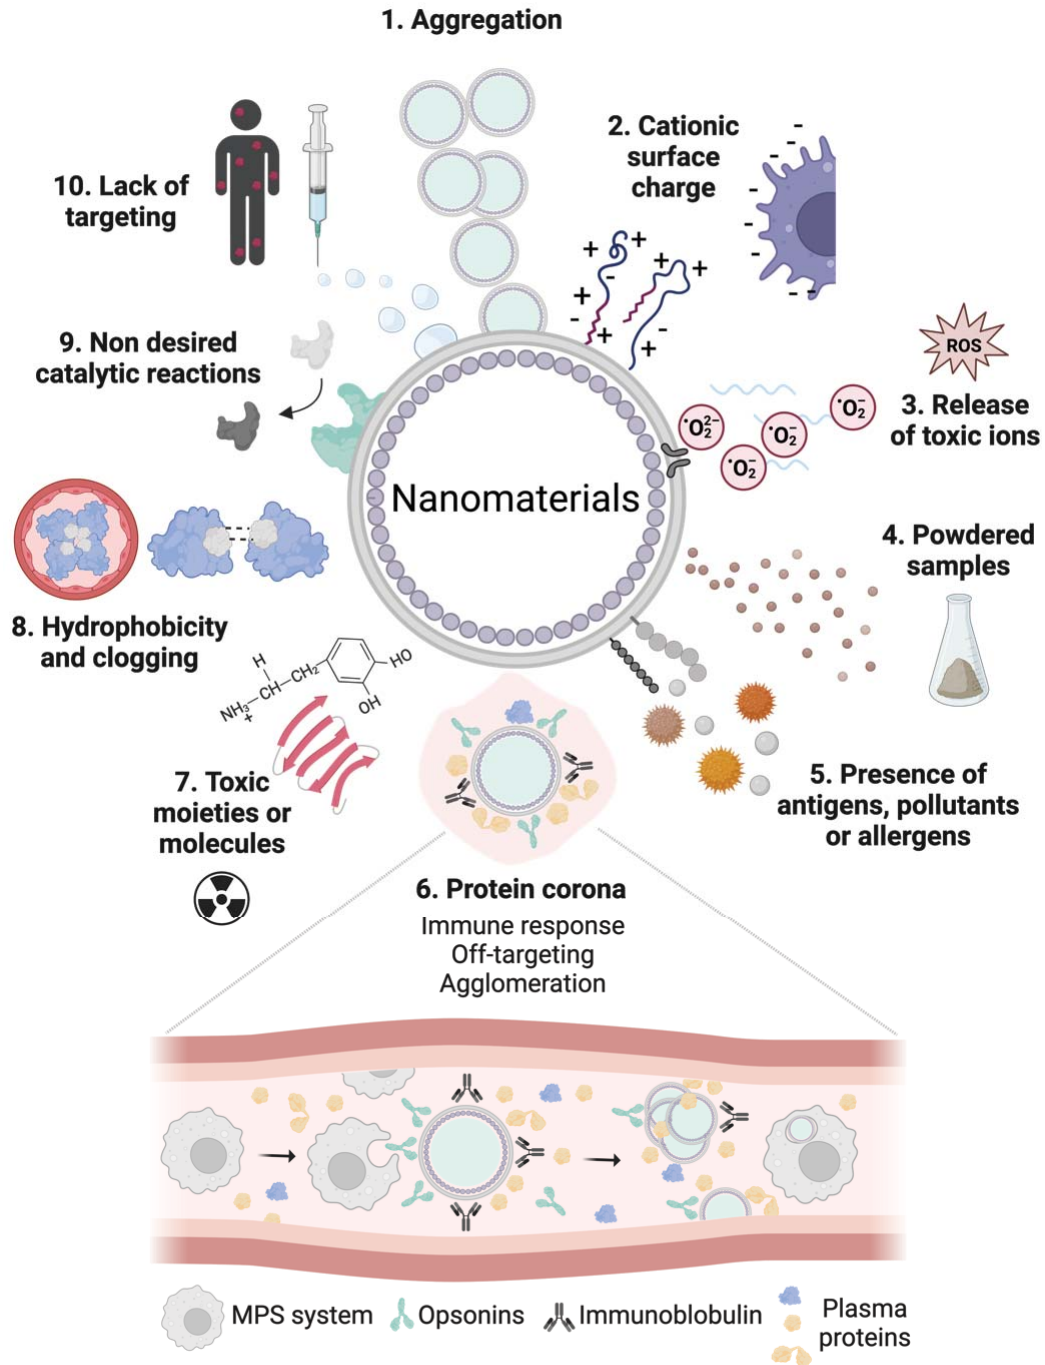 1. Aggregation
2. Cationic
surface
charge
- - - - - - - -
+ + + + + + + - - -
ROS
3. Release
of toxic ions
•O₂²⁻
•O₂⁻
•O₂⁻
•O₂⁻
4. Powdered
samples
5. Presence of
antigens, pollutants
or allergens
6. Protein corona
Immune response
Off-targeting
Agglomeration
7. Toxic
moieties or
molecules
H
NH₃–CH–CH₂
+
HO
OH
8. Hydrophobicity
and clogging
9. Non desired
catalytic reactions
10. Lack of
targeting
Nanomaterials
MPS system
Opsonins
Immunoblobulin
Plasma
proteins